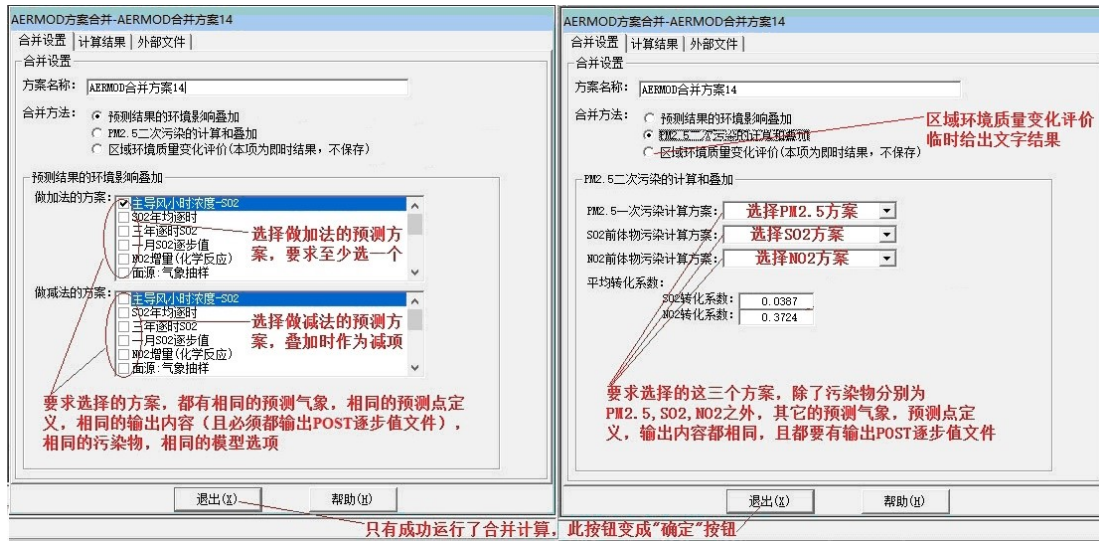 AERMOD方案合并-AERMOD合并方案14
合并设置 计算结果 外部文件
合并设置
方案名称： AERMOD合并方案14
合并方法： 预测结果的环境影响叠加
PM2.5二次污染的计算和叠加
区域环境质量变化评价(本项为即时结果，不保存)
预测结果的环境影响叠加
做加法的方案： 主导风小时浓度-SO2
SO2年均逐时
三年逐时SO2
一月SO2逐步值
NO2增量(化学反应)
面源:气象抽样
选择做加法的预测方
案，要求至少选一个
做减法的方案： 主导风小时浓度-SO2
SO2年均逐时
三年逐时SO2
一月SO2逐步值
NO2增量(化学反应)
面源:气象抽样
选择做减法的预测方
案，叠加时作为减项
要求选择的方案，都有相同的预测气象，相同的预测点定
义，相同的输出内容（且必须都输出POST逐步值文件），
相同的污染物，相同的模型选项
退出(X) 帮助(H)
AERMOD方案合并-AERMOD合并方案14
合并设置 计算结果 外部文件
合并设置
方案名称： AERMOD合并方案14
合并方法： 预测结果的环境影响叠加
PM2.5二次污染的计算和叠加
区域环境质量变化评价(本项为即时结果，不保存)
区域环境质量变化评价
临时给出文字结果
PM2.5二次污染的计算和叠加
PM2.5一次污染计算方案： 选择PM2.5方案
SO2前体物污染计算方案： 选择SO2方案
NO2前体物污染计算方案： 选择NO2方案
平均转化系数：
SO2转化系数： 0.0387
NO2转化系数： 0.3724
要求选择的这三个方案，除了污染物分别为
PM2.5,SO2,NO2之外，其它的预测气象，预测点定
义，输出内容都相同，且都要有输出POST逐步值文件
退出(X) 帮助(H)
只有成功运行了合并计算，此按钮变成"确定"按钮